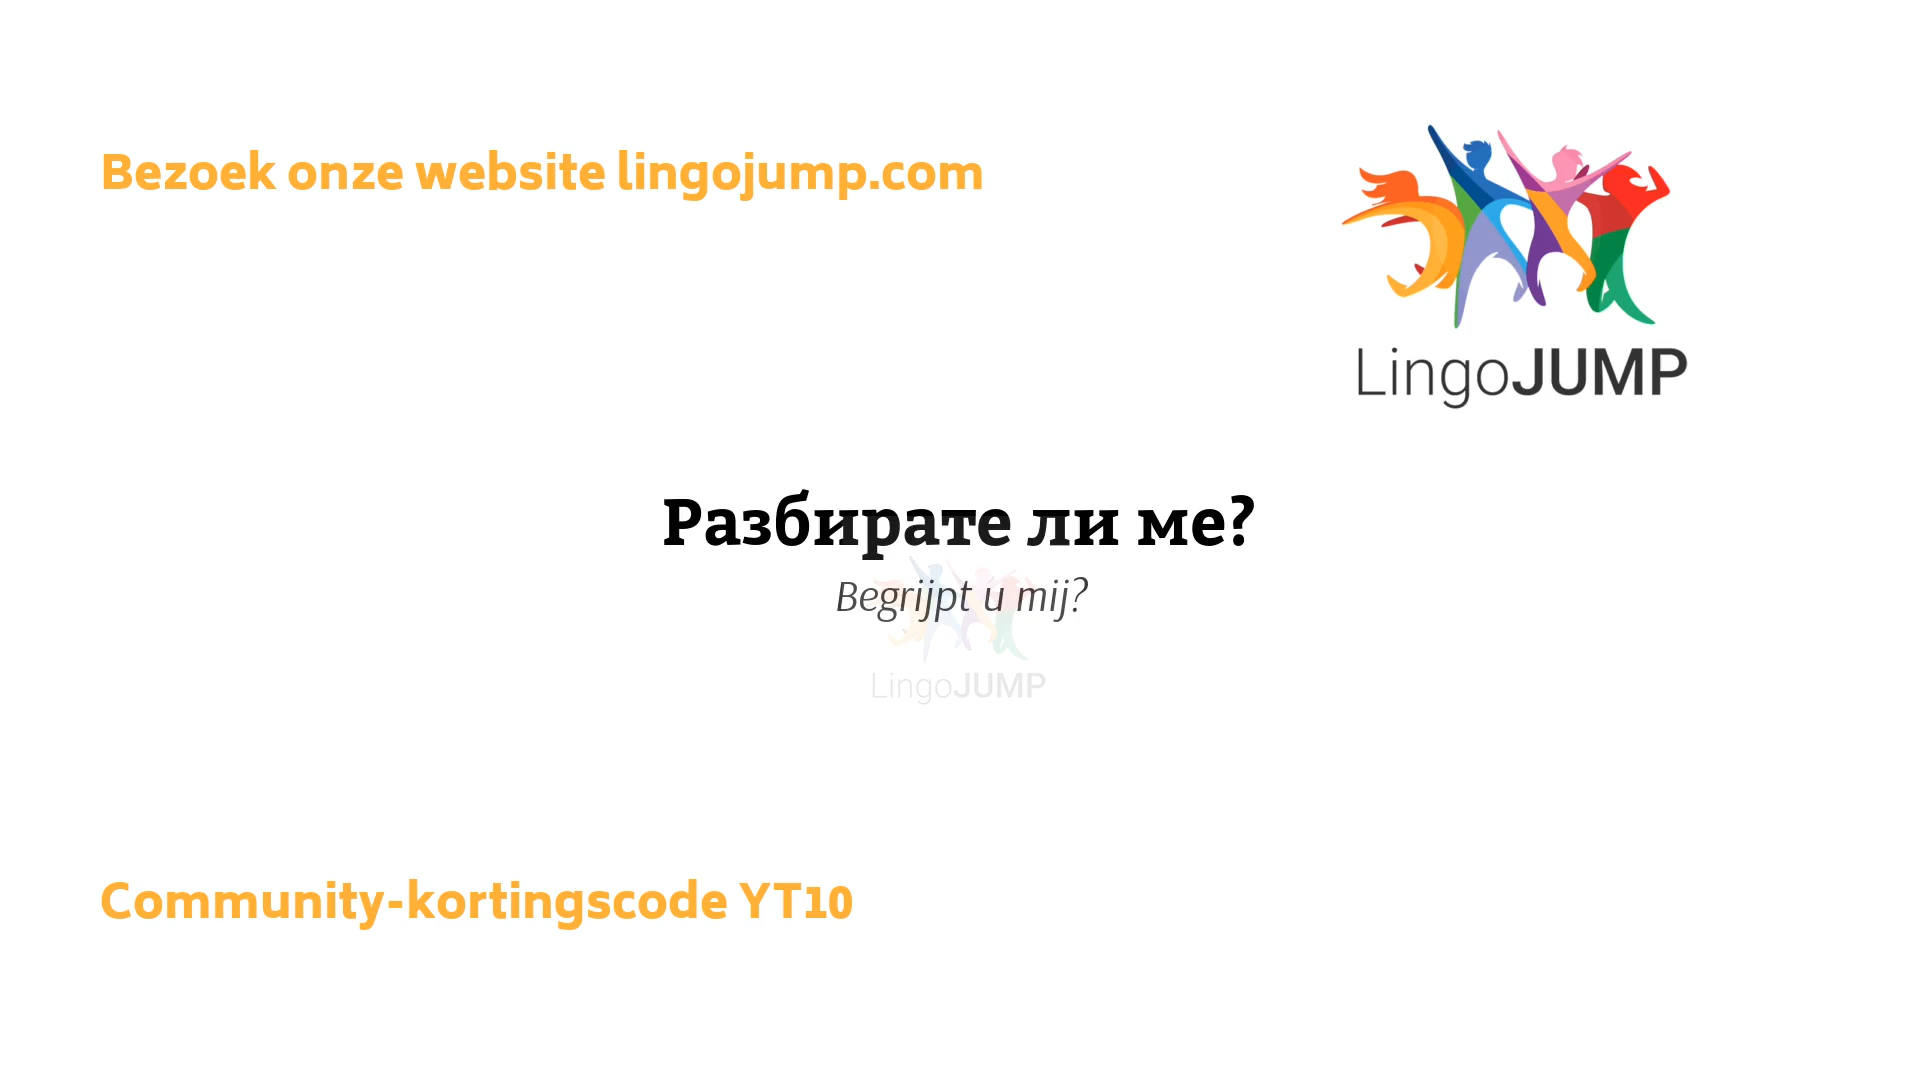 Bezoek onze website lingojump.com
LingoJUMP
Разбирате ли ме?
Begrijpt u mij?
LingoJUMP
Community-kortingscode YT10